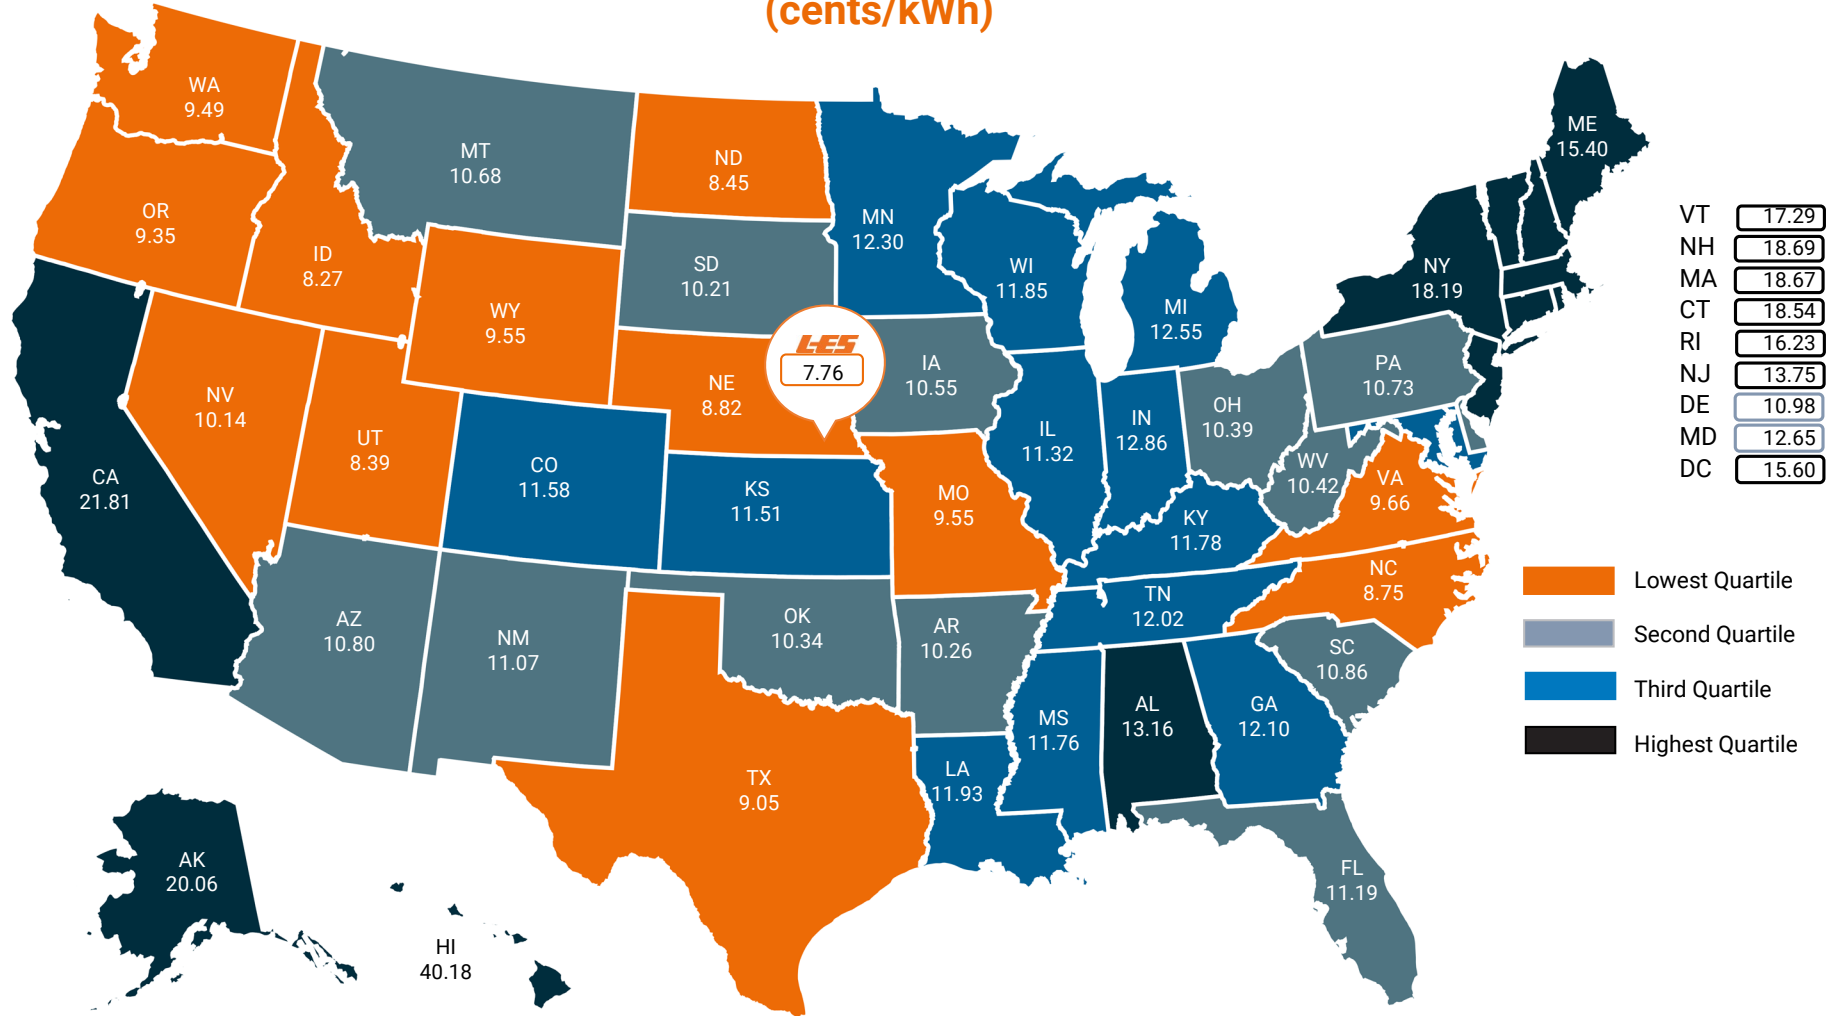 (cents/kWh)
WA
9.49
OR
9.35
ID
8.27
MT
10.68
WY
9.55
NV
10.14
UT
8.39
CA
21.81
CO
11.58
AZ
10.80
NM
11.07
ND
8.45
SD
10.21
NE
8.82
LES
7.76
KS
11.51
OK
10.34
TX
9.05
MN
12.30
IA
10.55
MO
9.55
AR
10.26
LA
11.93
WI
11.85
IL
11.32
MS
11.76
MI
12.55
IN
12.86
OH
10.39
KY
11.78
TN
12.02
AL
13.16
GA
12.10
FL
11.19
SC
10.86
NC
8.75
VA
9.66
WV
10.42
PA
10.73
NY
18.19
ME
15.40
AK
20.06
HI
40.18
VT 17.29
NH 18.69
MA 18.67
CT 18.54
RI 16.23
NJ 13.75
DE 10.98
MD 12.65
DC 15.60
Lowest Quartile
Second Quartile
Third Quartile
Highest Quartile